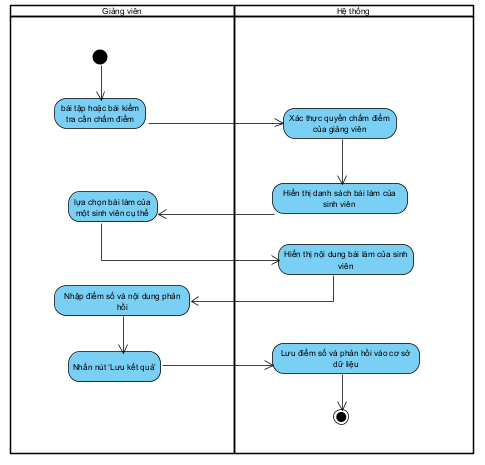 Giảng viên
Hệ thống
bài tập hoặc bài kiểm
tra cần chấm điểm
Xác thực quyền chấm điểm
của giảng viên
Hiển thị danh sách bài làm của
sinh viên
lựa chọn bài làm của
một sinh viên cụ thể
Hiển thị nội dung bài làm của sinh
viên
Nhập điểm số và nội dung phản
hồi
Nhấn nút 'Lưu kết quả'
Lưu điểm số và phản hồi vào cơ sở
dữ liệu